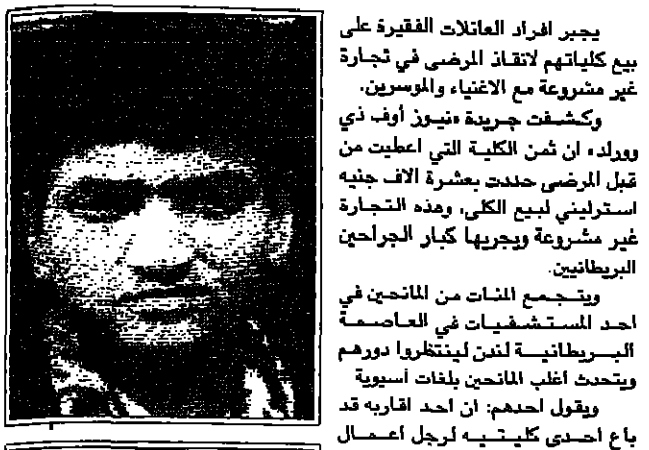 يجبر افراد العائلات الفقيرة على
بيع كلياتهم لانقاذ المرضى في تجارة
غير مشروعة مع الاغنياء والموسرين.
وكشفت جريدة «نيوز أوف ذي
وورلد» ان ثمن الكلية التي اعطيت من
قبل المرضى حددت بعشرة الاف جنيه
استرليني لبيع الكلى، وهذه التجارة
غير مشروعة ويجريها كبار الجراحين
البريطانيين.
ويتجمع المئات من المانحين في
احد المستشفيات في العاصمة
البريطانية لندن لينتظروا دورهم
ويتحدث أغلب المانحين بلغات اسيوية
ويقول احدهم: ان احد اقاربه قد
باع احدى كليتيه لرجل اعمال